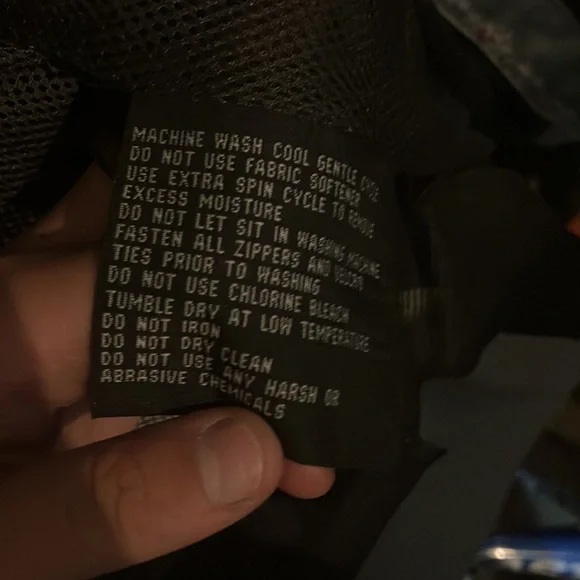 MACHINE WASH COOL GENTLE CYCLE
DO NOT USE FABRIC SOFTENER
USE EXTRA SPIN CYCLE TO REMOVE
EXCESS MOISTURE
DO NOT LET SIT IN WASHING MACHINE
FASTEN ALL ZIPPERS AND VELCRO
TIES PRIOR TO WASHING
DO NOT USE CHLORINE BLEACH
TUMBLE DRY AT LOW TEMPERATURE
DO NOT IRON
DO NOT DRY CLEAN
DO NOT USE ANY HARSH OR
ABRASIVE CHEMICALS